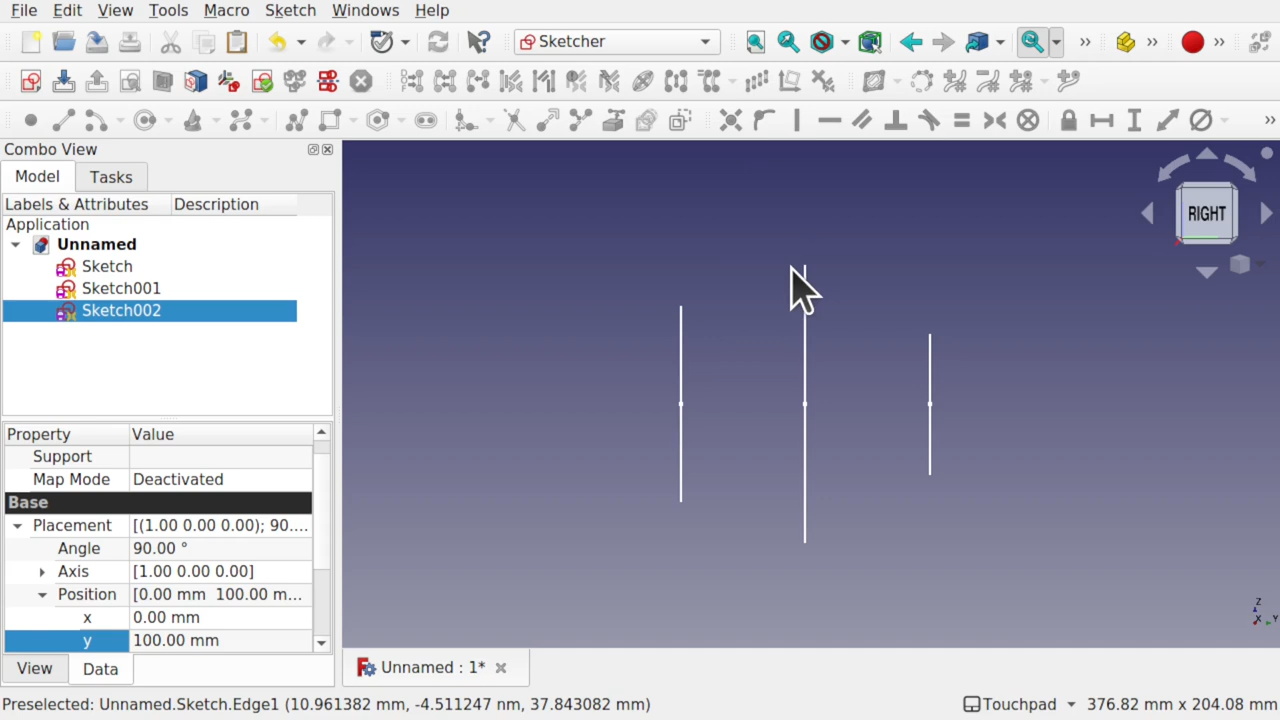 File Edit View Tools Macro Sketch Windows Help
Sketcher
Combo View
Model Tasks
Labels & Attributes Description
Application
Unnamed
Sketch
Sketch001
Sketch002
RIGHT
Property Value
Support
Map Mode Deactivated
Base
Placement [(1.00 0.00 0.00); 90....
Angle 90.00 °
Axis [1.00 0.00 0.00]
Position [0.00 mm 100.00 m...
x 0.00 mm
y 100.00 mm
Z
X Y
View Data
Unnamed : 1*
Preselected: Unnamed.Sketch.Edge1 (10.961382 mm, -4.511247 nm, 37.843082 mm)
Touchpad 376.82 mm x 204.08 mm